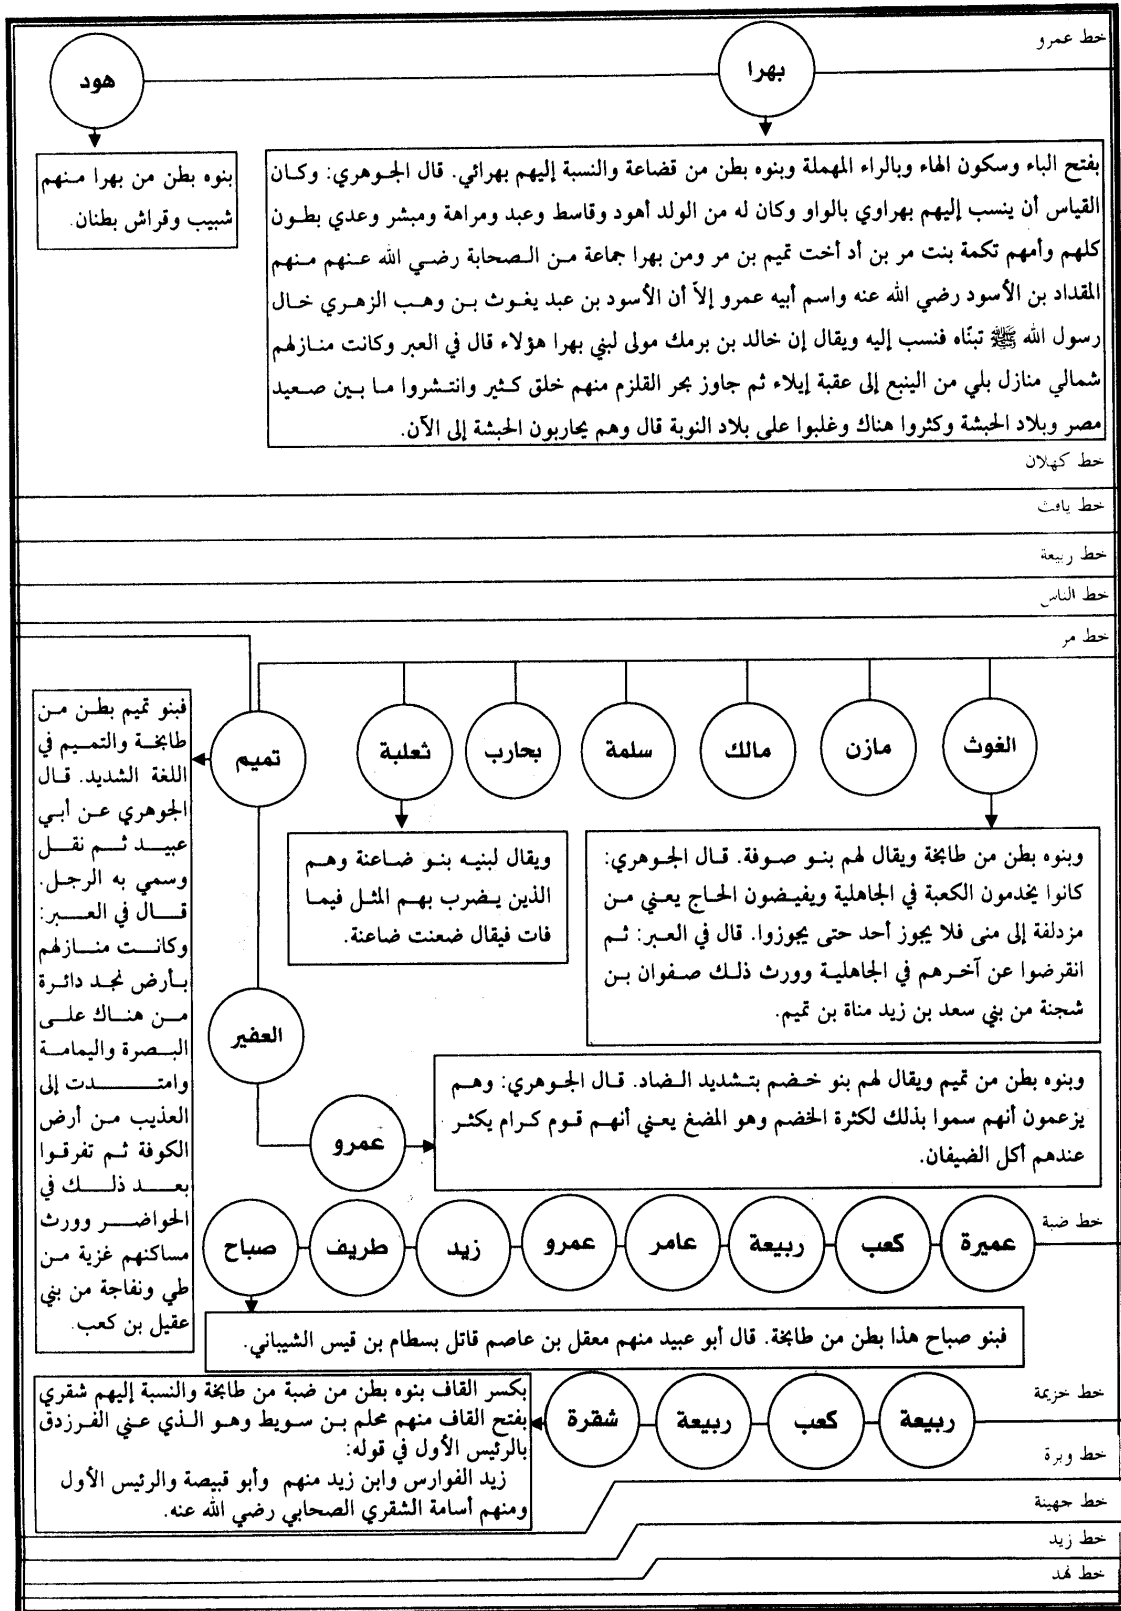 خط عمرو
بهرا
هود
بفتح الباء وسكون الهاء وبالراء المهملة وبنوه بطن من قضاعة والنسبة إليهم بهرائي. قال الجوهري: وكان
القياس أن ينسب إليهم بهراوي بالواو وكان له من الولد أهود وقاسط وعبد ومراهة ومبشر وعدي بطون
كلهم وأمهم تكمة بنت مر بن أد أخت تميم بن مر ومن بهرا جماعة من الصحابة رضي الله عنهم منهم
المقداد بن الأسود رضي الله عنه واسم أبيه عمرو إلاّ أن الأسود بن عبد يغوث بن وهب الزهري خال
رسول الله ﷺ تبنّاه فنسب إليه ويقال إن خالد بن برمك مولى لبني بهرا هؤلاء قال في العبر وكانت منازلهم
شمالي منازل بلي من الينبع إلى عقبة إيلاء ثم جاوز بحر القلزم منهم خلق كثير وانتشروا ما بين صعيد
مصر وبلاد الحبشة وكثروا هناك وغلبوا على بلاد النوبة قال وهم يحاربون الحبشة إلى الآن.
بنوه بطن من بهرا منهم
شبيب وقراش بطنان.
خط كهلان
خط يافث
خط ربيعة
خط الناس
خط مر
الغوث
مازن
مالك
سلمة
بحارب
ثعلبة
تميم
وبنوه بطن من طابخة ويقال لهم بنو صوفة. قال الجوهري:
كانوا يخدمون الكعبة في الجاهلية ويفيضون الحاج يعني من
مزدلفة إلى منى فلا يجوز أحد حتى يجوزوا. قال في العبر: ثم
انقرضوا عن آخرهم في الجاهلية وورث ذلك صفوان بن
شجنة من بني سعد بن زيد مناة بن تميم.
ويقال لبنيه بنو ضاعنة وهم
الذين يضرب بهم المثل فيما
فات فيقال ضعنت ضاعنة.
فبنو تميم بطن من
طابخة والتميم في
اللغة الشديد. قال
الجوهري عن أبي
عبيد ثم نقل
وسمي به الرجل.
قال في العبر:
وكانت منازلهم
بأرض نجد دائرة
من هناك على
البصرة واليمامة
وامتدت إلى
العذيب من أرض
الكوفة ثم تفرقوا
بعد ذلك في
الحواضر وورث
مساكنهم غزية من
طي ونفاجة من بني
عقيل بن كعب.
العفير
عمرو
وبنوه بطن من تميم ويقال لهم بنو خضم بتشديد الضاد. قال الجوهري: وهم
يزعمون أنهم سموا بذلك لكثرة الخضم وهو المضغ يعني أنهم قوم كرام يكثر
عندهم أكل الضيفان.
خط ضبة
عميرة
كعب
ربيعة
عامر
عمرو
زيد
طريف
صباح
فبنو صباح هذا بطن من طابخة. قال أبو عبيد منهم معقل بن عاصم قاتل بسطام بن قيس الشيباني.
خط خزيمة
ربيعة
كعب
ربيعة
شقرة
بكسر القاف بنوه بطن من ضبة من طابخة والنسبة إليهم شقري
بفتح القاف منهم محلم بن سويط وهو الذي عني الفرزدق
بالرئيس الأول في قوله:
زيد الفوارس وابن زيد منهم وأبو قبيصة والرئيس الأول
ومنهم أسامة الشقري الصحابي رضي الله عنه.
خط وبرة
خط جهينة
خط زيد
خط نهد